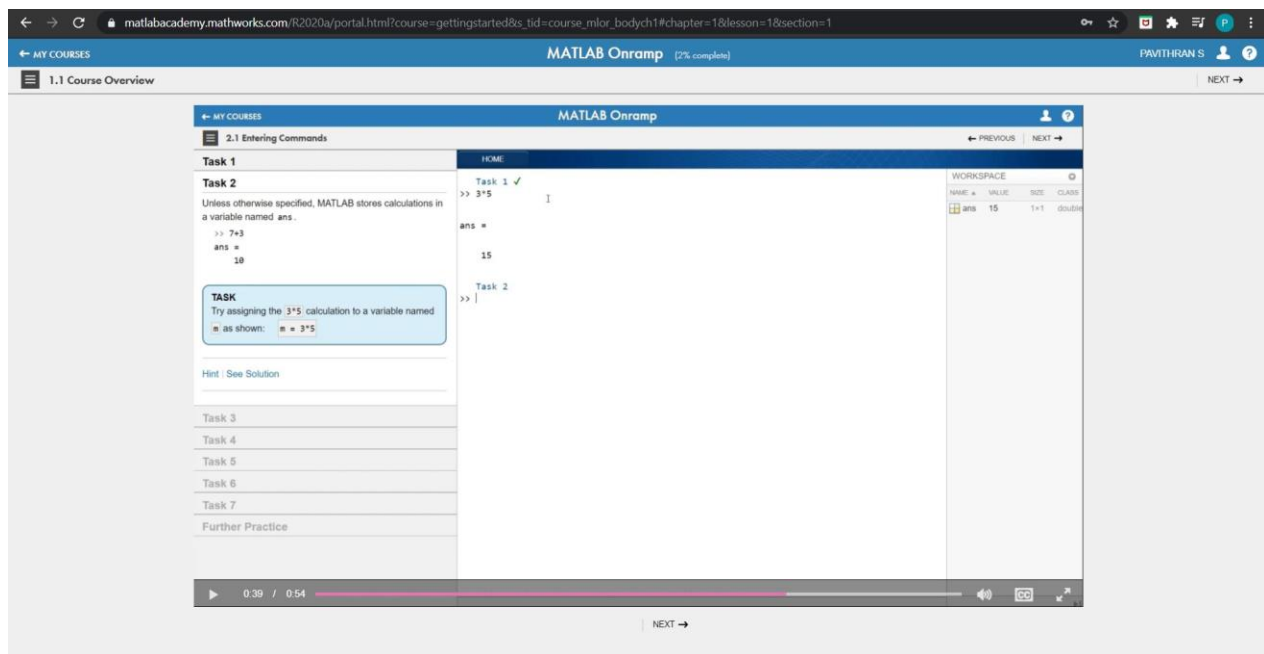 matlabacademy.mathworks.com/R2020a/portal.html?course=gettingstarted&s_tid=course_mlor_bodych1#chapter=1&lesson=1&section=1
P
← MY COURSES
MATLAB Onramp (2% complete)
PAVITHRAN S
?
1.1 Course Overview
NEXT →
← MY COURSES
MATLAB Onramp
?
2.1 Entering Commands
← PREVIOUS | NEXT →
Task 1
Task 2
Unless otherwise specified, MATLAB stores calculations in
a variable named ans.
>> 7+3
ans =
10
TASK
Try assigning the 3*5 calculation to a variable named
m as shown: m = 3*5
Hint | See Solution
Task 3
Task 4
Task 5
Task 6
Task 7
Further Practice
HOME
Task 1 ✓
>> 3*5
ans =
15
Task 2
>>
WORKSPACE
NAME VALUE SIZE CLASS
ans 15 1×1 double
0:39 / 0:54
CC
NEXT →